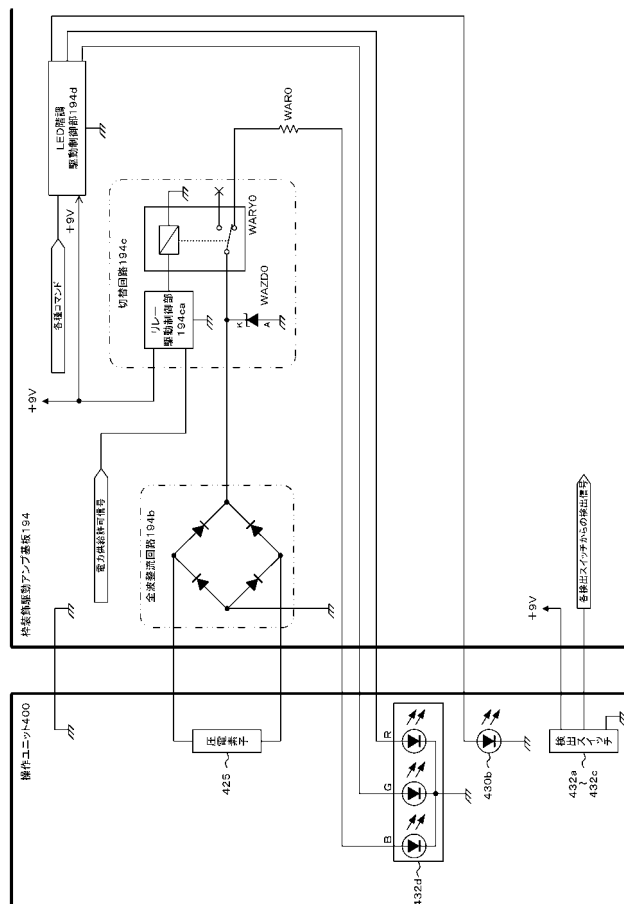 枠装飾駆動アンプ基板194
LED階調
駆動制御部194d
+9V
各種コマンド
+9V
電力供給許可信号
切替回路194c
リレー
駆動制御部
194ca
WARY0
WAR0
WAZD0
K
A
全波整流回路194b
+9V
各検出スイッチからの検出信号
操作ユニット400
圧電素子
425
B
G
R
432d
430b
検出スイッチ
432a
~
432c